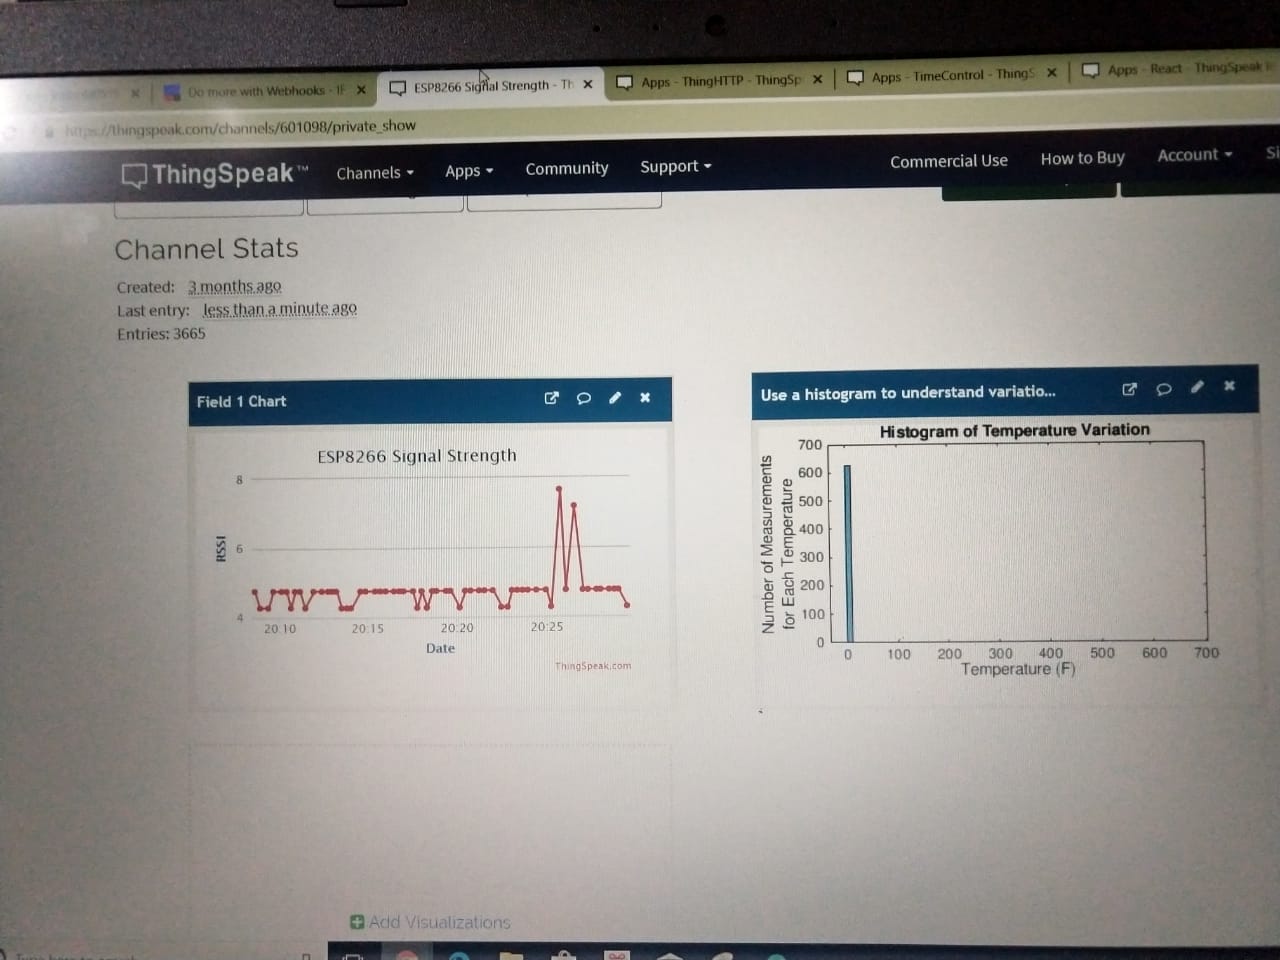 Do more with Webhooks - IF
ESP8266 Signal Strength - Th
Apps - ThingHTTP - ThingSp
Apps - TimeControl - ThingS
Apps - React - ThingSpeak
https://thingspeak.com/channels/601098/private_show
ThingSpeak™ Channels Apps Community Support Commercial Use How to Buy Account Si
Channel Stats
Created: 3 months ago
Last entry: less than a minute ago
Entries: 3665
Field 1 Chart
ESP8266 Signal Strength
RSSI
8
6
4
20:10 20:15 20:20 20:25
Date
ThingSpeak.com
Use a histogram to understand variatio...
Histogram of Temperature Variation
Number of Measurements
for Each Temperature
700
600
500
400
300
200
100
0
0 100 200 300 400 500 600 700
Temperature (F)
Add Visualizations